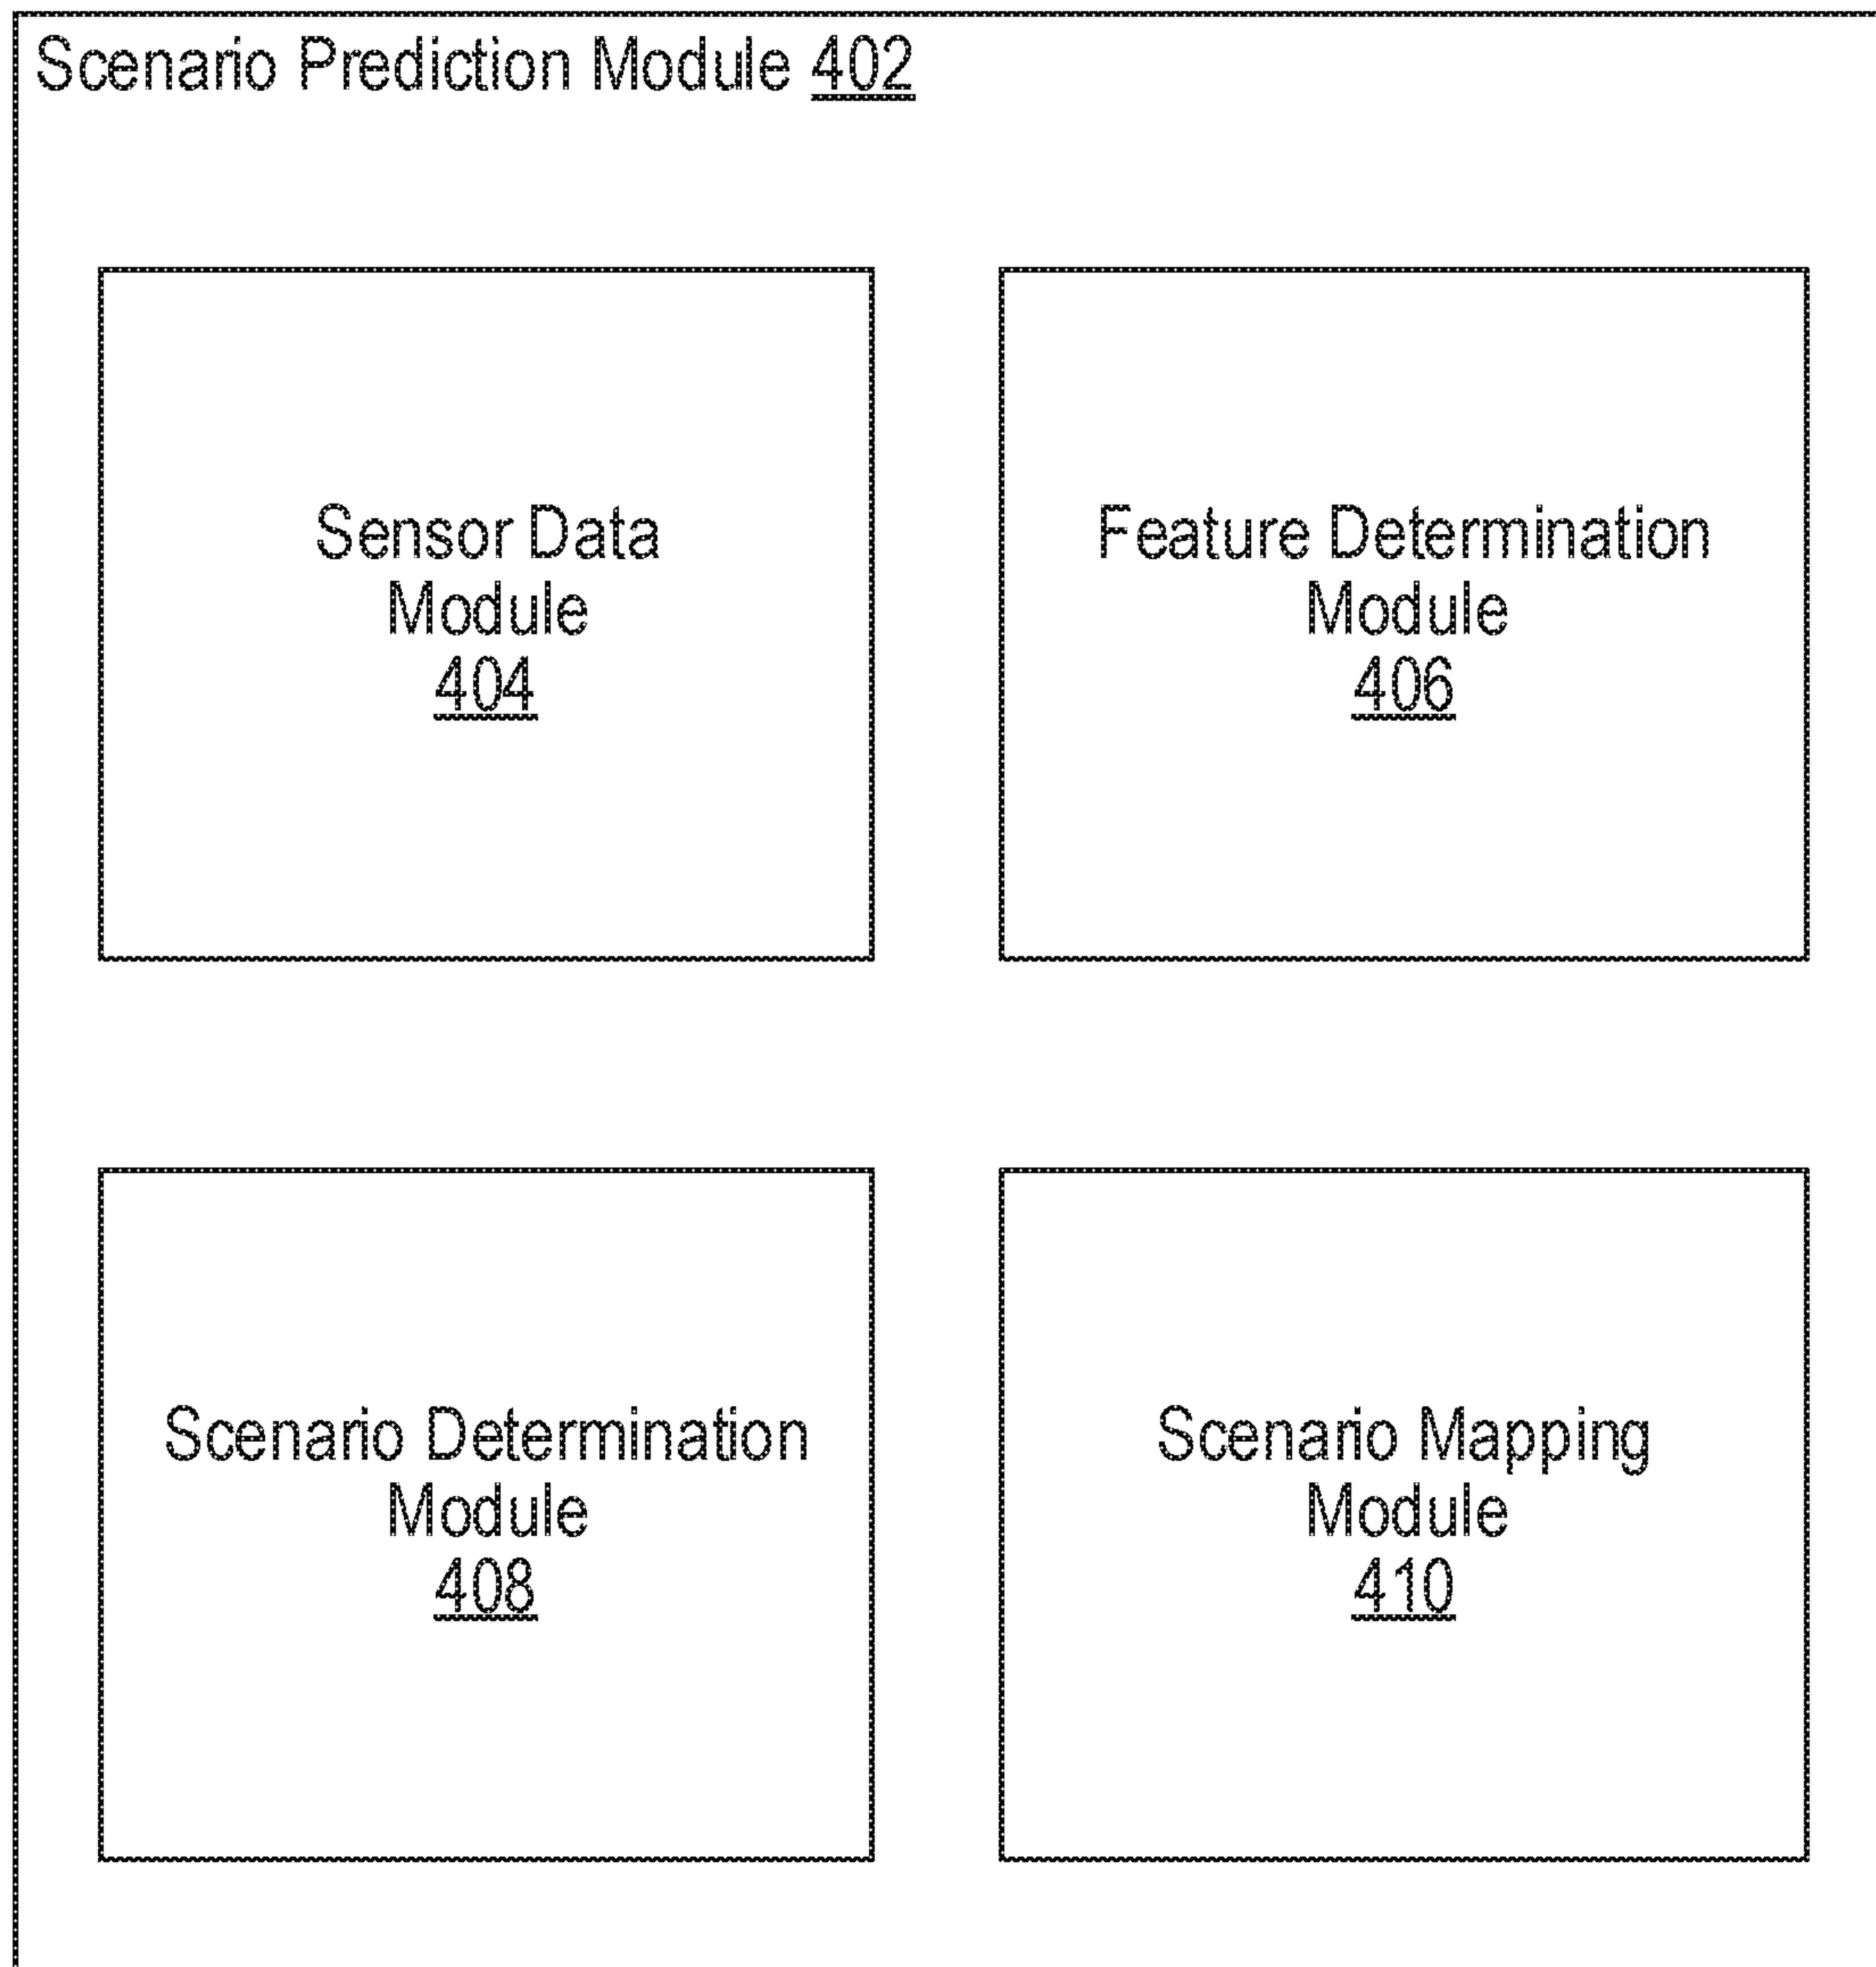 Scenario Prediction Module 402
Sensor Data
Module
404
Feature Determination
Module
406
Scenario Determination
Module
408
Scenario Mapping
Module
410